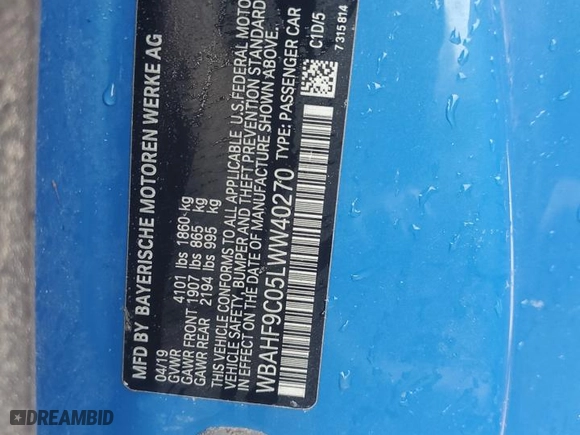 MFD BY BAYERISCHE MOTOREN WERKE AG
04/19
GVWR 4101 lbs 1860 kg
GAWR FRONT 1907 lbs 865 kg
GAWR REAR 2194 lbs 995 kg
VEHICLE CONFORMS TO ALL APPLICABLE U.S. FEDERAL MOTOR
VEHICLE SAFETY, BUMPER AND THEFT PREVENTION STANDARDS
IN EFFECT ON DATE OF MANUFACTURE SHOWN ABOVE.
WBAHF9C05LWW40270 TYPE: PASSENGER CAR
C1D/5
7 315 814
DREAMBID